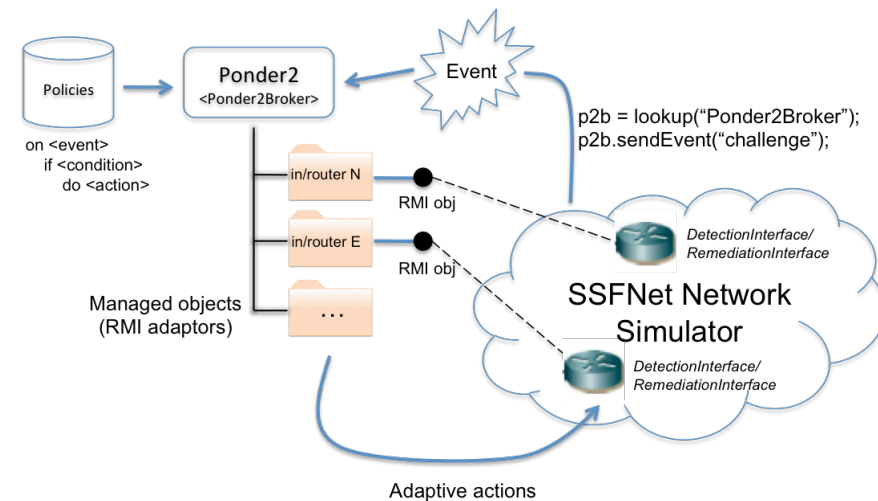 Policies
on <event>
if <condition>
do <action>
Ponder2
<Ponder2Broker>
Event
p2b = lookup(“Ponder2Broker”);
p2b.sendEvent(“challenge”);
in/router N
RMI obj
in/router E
RMI obj
...
Managed objects
(RMI adaptors)
DetectionInterface/
RemediationInterface
SSFNet Network
Simulator
DetectionInterface/
RemediationInterface
Adaptive actions